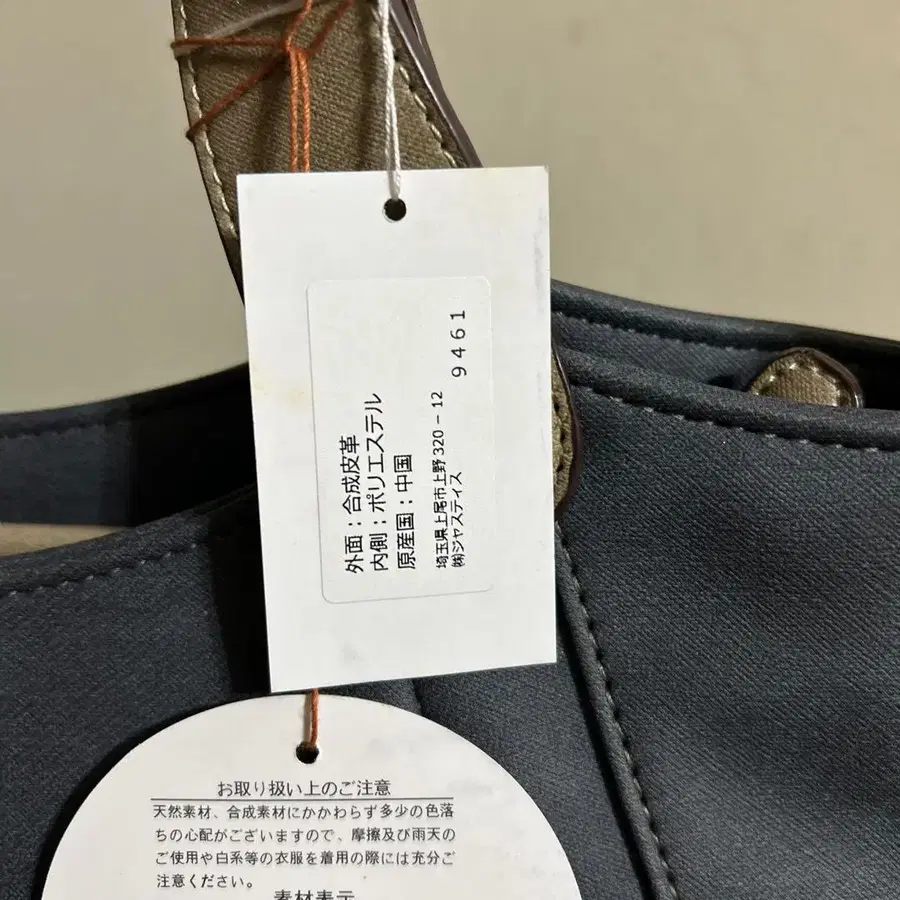 外面：合成皮革
内側：ポリエステル
原産国：中国
埼玉県上尾市上野320－12
㈱ジャスティス
9461
お取り扱い上のご注意
天然素材、合成素材にかかわらず多少の色落
ちの心配がございますので、摩擦及び雨天の
ご使用や白系等の衣服を着用の際には充分ご
注意ください。
素材表示